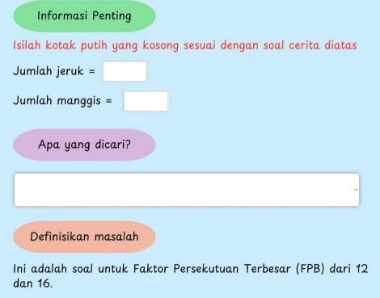 Informasi Penting
Isilah kotak putih yang kosong sesuai dengan soal cerita diatas
Jumlah jeruk =
Jumlah manggis =
Apa yang dicari?
Definisikan masalah
Ini adalah soal untuk Faktor Persekutuan Terbesar (FPB) dari 12
dan 16.